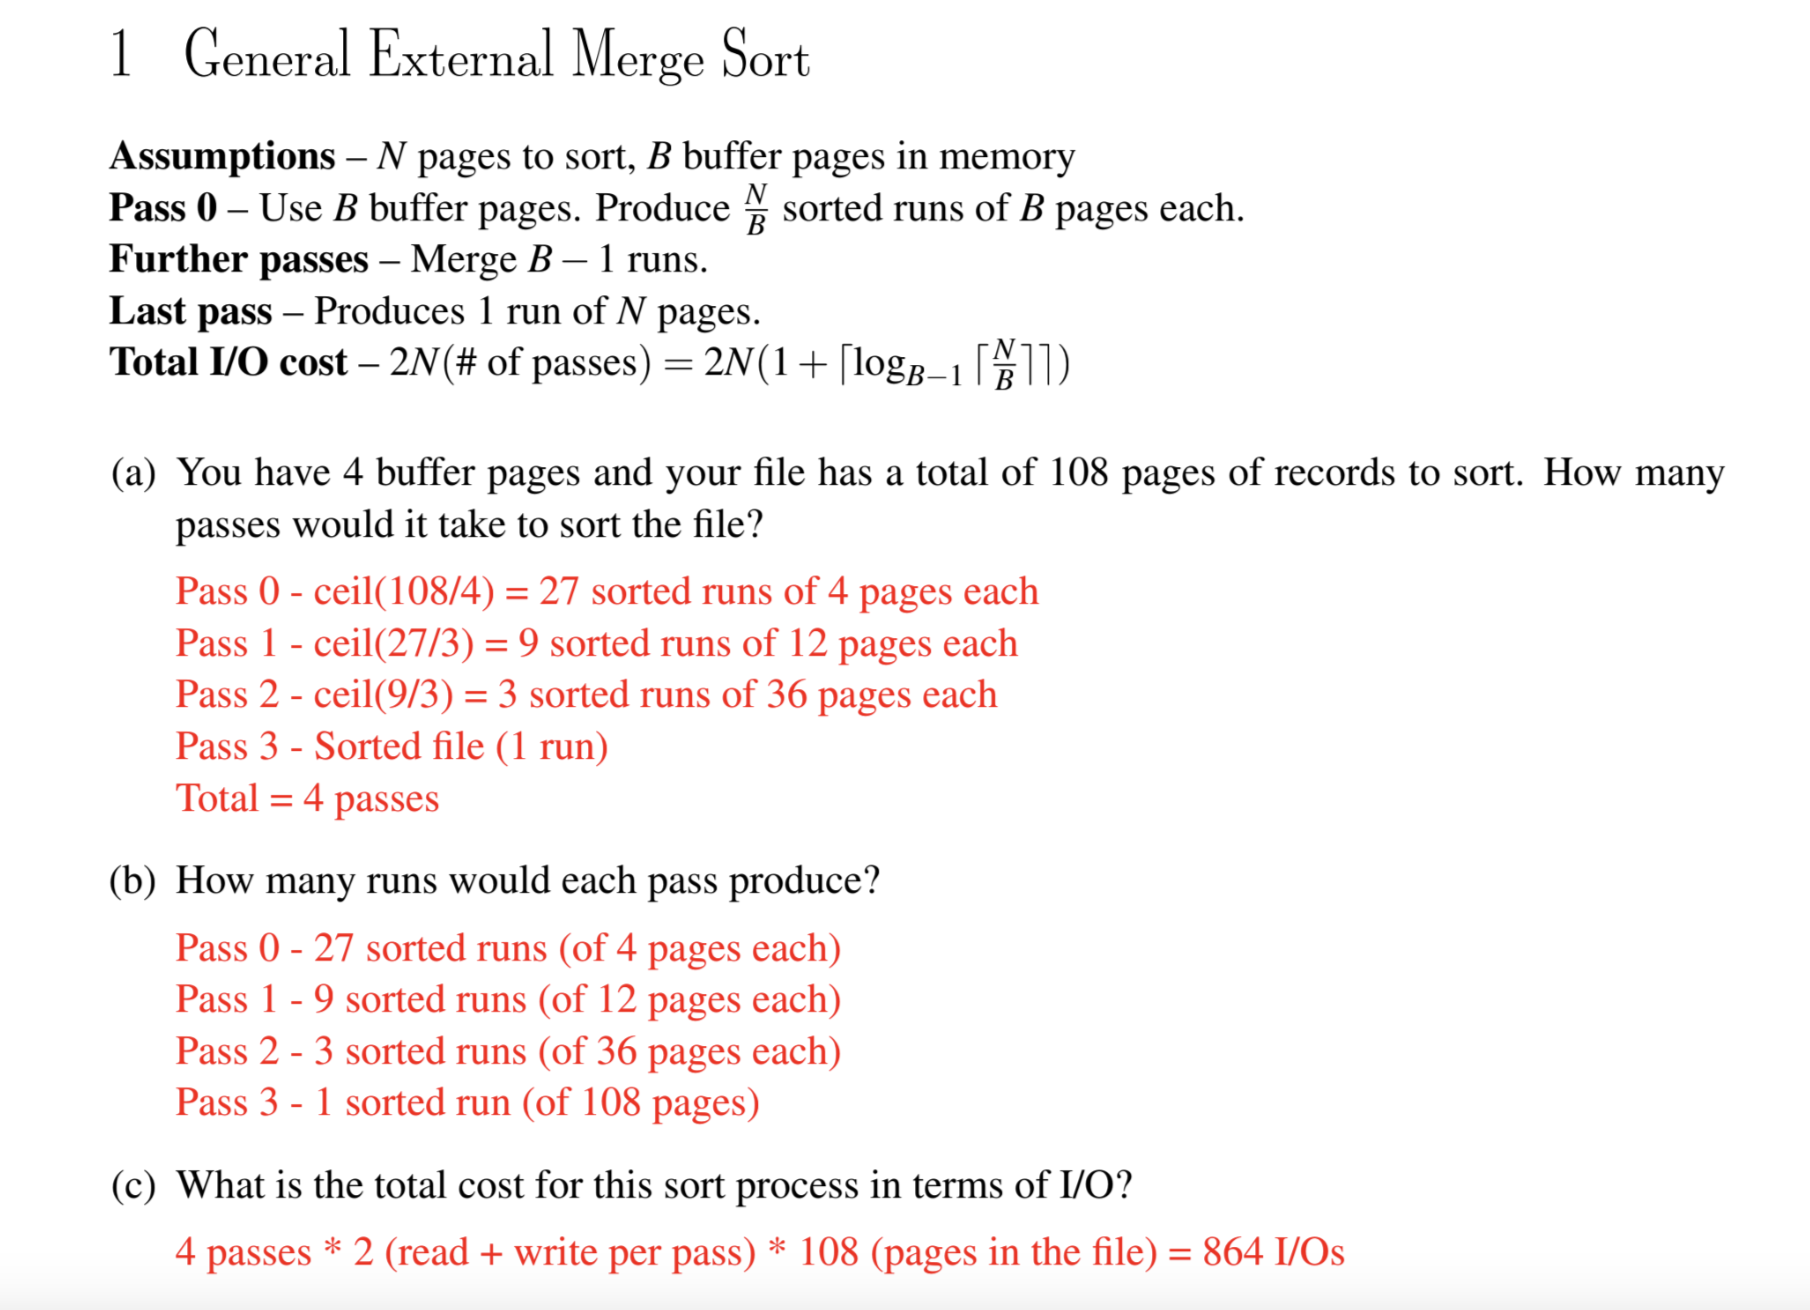 1 General External Merge Sort
Assumptions – N pages to sort, B buffer pages in memory
Pass 0 – Use B buffer pages. Produce N/B sorted runs of B pages each.
Further passes – Merge B − 1 runs.
Last pass – Produces 1 run of N pages.
Total I/O cost – 2N(# of passes) = 2N(1 + ⌈log_{B−1} ⌈N/B⌉⌉)
(a) You have 4 buffer pages and your file has a total of 108 pages of records to sort. How many
passes would it take to sort the file?
Pass 0 - ceil(108/4) = 27 sorted runs of 4 pages each
Pass 1 - ceil(27/3) = 9 sorted runs of 12 pages each
Pass 2 - ceil(9/3) = 3 sorted runs of 36 pages each
Pass 3 - Sorted file (1 run)
Total = 4 passes
(b) How many runs would each pass produce?
Pass 0 - 27 sorted runs (of 4 pages each)
Pass 1 - 9 sorted runs (of 12 pages each)
Pass 2 - 3 sorted runs (of 36 pages each)
Pass 3 - 1 sorted run (of 108 pages)
(c) What is the total cost for this sort process in terms of I/O?
4 passes * 2 (read + write per pass) * 108 (pages in the file) = 864 I/Os